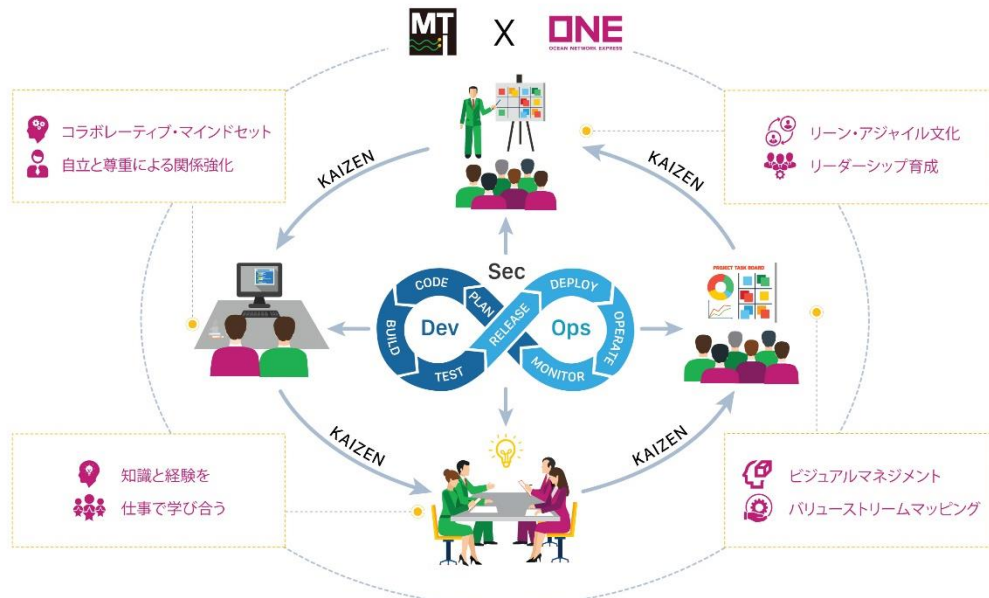 MTI
X
ONE
OCEAN NETWORK EXPRESS
コラボレーティブ・マインドセット
自立と尊重による関係強化
リーン・アジャイル文化
リーダーシップ育成
KAIZEN
KAIZEN
PROJECT TASK BOARD
Sec
CODE
PLAN
DEPLOY
BUILD
Dev
RELEASE
Ops
OPERATE
TEST
MONITOR
KAIZEN
KAIZEN
知識と経験を
仕事で学び合う
ビジュアルマネジメント
バリューストリームマッピング